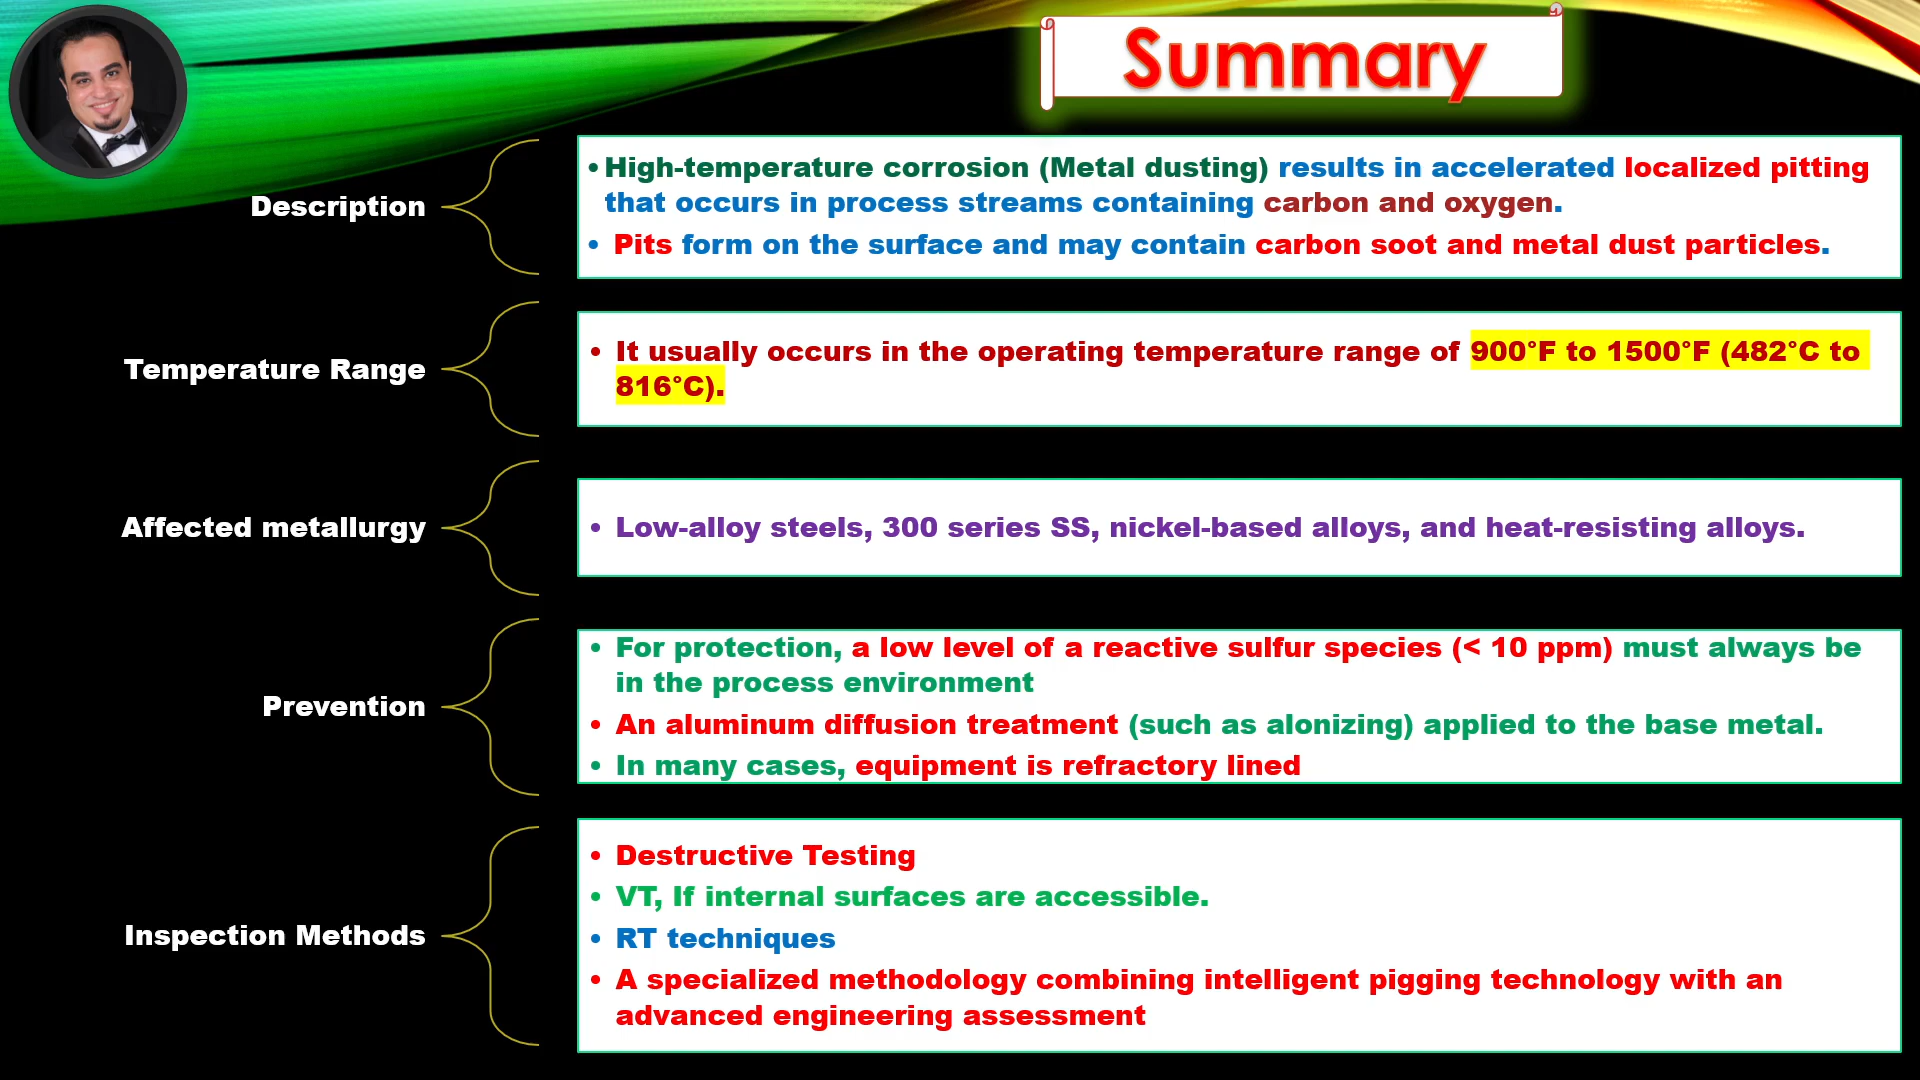 Summary
Description
• High-temperature corrosion (Metal dusting) results in accelerated localized pitting
that occurs in process streams containing carbon and oxygen.
• Pits form on the surface and may contain carbon soot and metal dust particles.
Temperature Range
• It usually occurs in the operating temperature range of 900°F to 1500°F (482°C to
816°C).
Affected metallurgy
• Low-alloy steels, 300 series SS, nickel-based alloys, and heat-resisting alloys.
Prevention
• For protection, a low level of a reactive sulfur species (< 10 ppm) must always be
in the process environment
• An aluminum diffusion treatment (such as alonizing) applied to the base metal.
• In many cases, equipment is refractory lined
Inspection Methods
• Destructive Testing
• VT, If internal surfaces are accessible.
• RT techniques
• A specialized methodology combining intelligent pigging technology with an
advanced engineering assessment